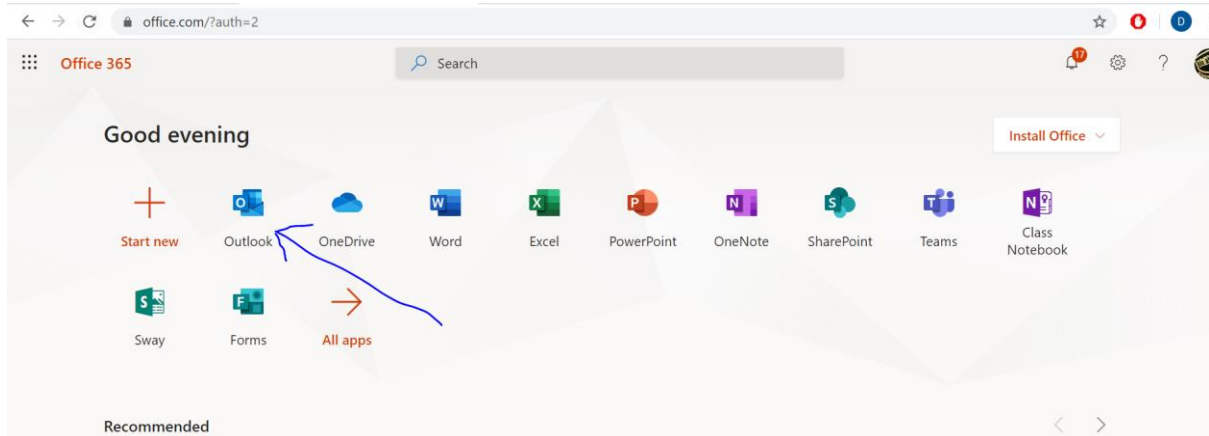 office.com/?auth=2
D
Office 365
Search
17
?
Good evening
Install Office
Start new
Outlook
OneDrive
Word
Excel
PowerPoint
OneNote
SharePoint
Teams
Class
Notebook
Sway
Forms
All apps
Recommended